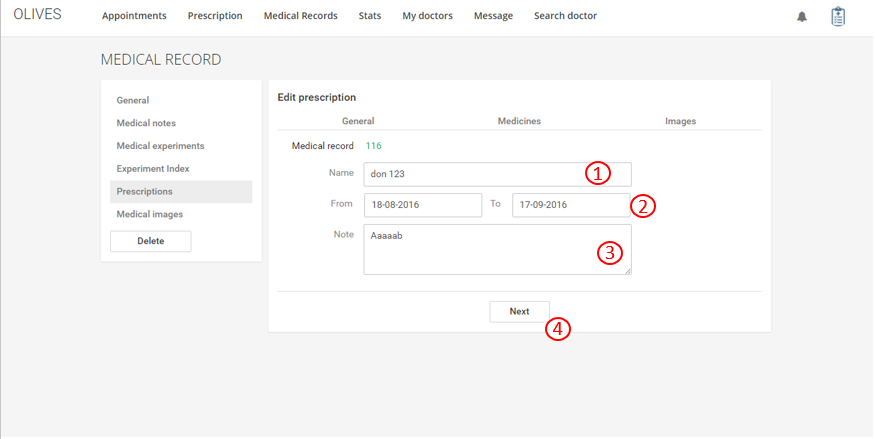 OLIVES Appointments Prescription Medical Records Stats My doctors Message Search doctor
MEDICAL RECORD
General
Medical notes
Medical experiments
Experiment Index
Prescriptions
Medical images
Delete
Edit prescription
General Medicines Images
Medical record 116
Name don 123 1
From 18-08-2016 To 17-09-2016 2
Note Aaaaab 3
Next 4